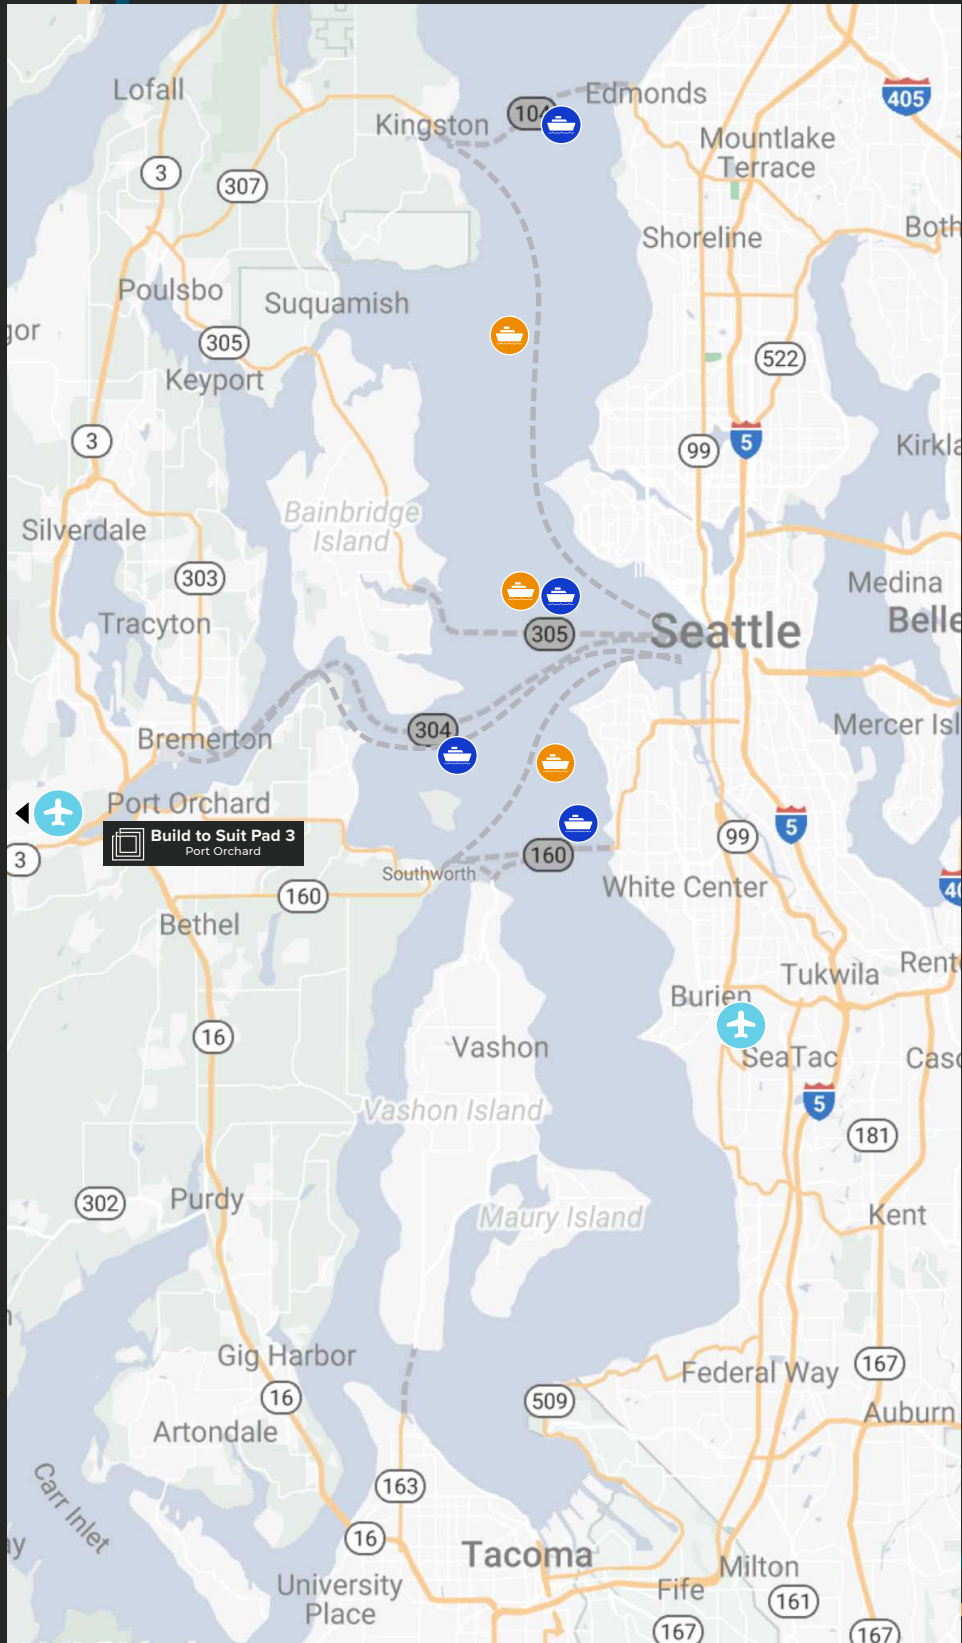 Lofall
Edmonds
405
104
Kingston
Mountlake
Terrace
3
307
Both
Shoreline
Poulsbo
Suquamish
gor
305
522
Keyport
3
99
5
Kirkla
Bainbridge
Island
Silverdale
303
Medina
Tracyton
305
Seattle
Belle
304
Mercer Isl
Bremerton
Port Orchard
5
99
Build to Suit Pad 3
Port Orchard
3
160
Southworth
White Center
40
160
Bethel
Tukwila
Rent
Burien
16
Vashon
SeaTac
Casc
5
Vashon Island
181
302
Purdy
Maury Island
Kent
Gig Harbor
Federal Way
167
16
509
Auburn
Artondale
Carr Inlet
163
16
ay
Tacoma
Milton
University
Place
Fife
161
167
167